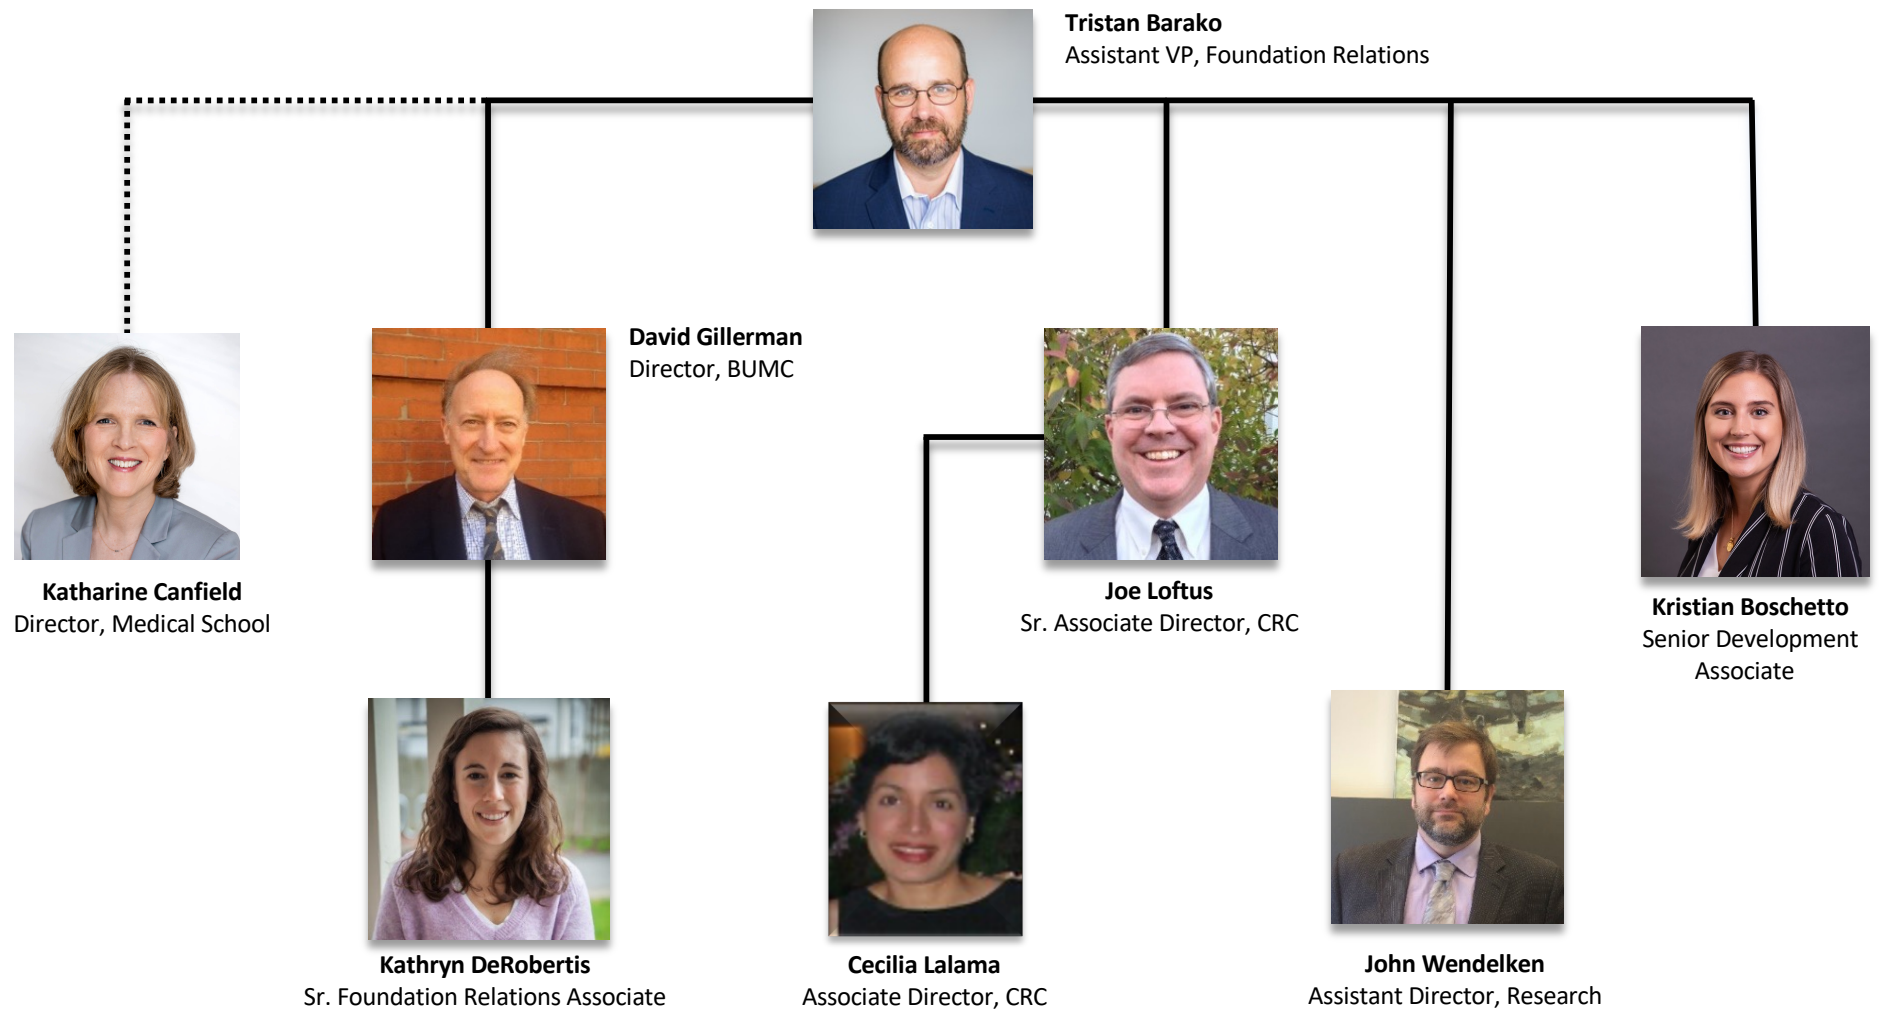 Tristan Barako
Assistant VP, Foundation Relations
David Gillerman
Director, BUMC
Katharine Canfield
Director, Medical School
Joe Loftus
Sr. Associate Director, CRC
Kristian Boschetto
Senior Development
Associate
Kathryn DeRobertis
Sr. Foundation Relations Associate
Cecilia Lalama
Associate Director, CRC
John Wendelken
Assistant Director, Research